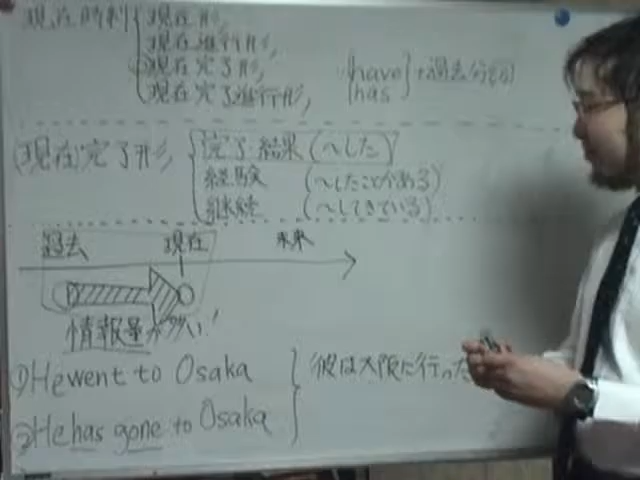 現在時制
現在形,
現在進行形,
現在完了形,
現在完了進行形,
have
has
+過去分詞
(現在)完了形,
完了・結果 (〜した)
経験 (〜したことがある)
継続 (〜してきている)
過去 現在 未来
情報量が多い!
①He went to Osaka
②He has gone to Osaka
彼は大阪に行った